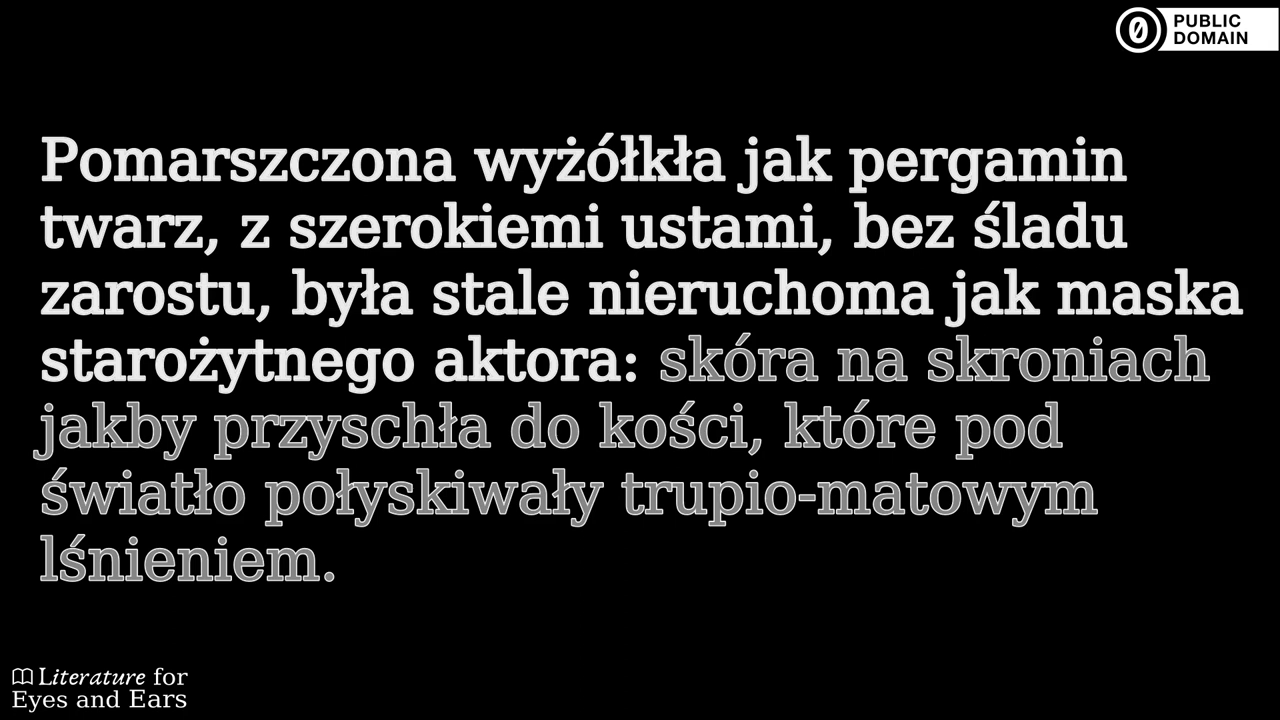 PUBLIC
DOMAIN
Pomarszczona wyżółkła jak pergamin
twarz, z szerokiemi ustami, bez śladu
zarostu, była stale nieruchoma jak maska
starożytnego aktora: skóra na skroniach
jakby przyschła do kości, które pod
światło połyskiwały trupio-matowym
lśnieniem.
Literature for
Eyes and Ears